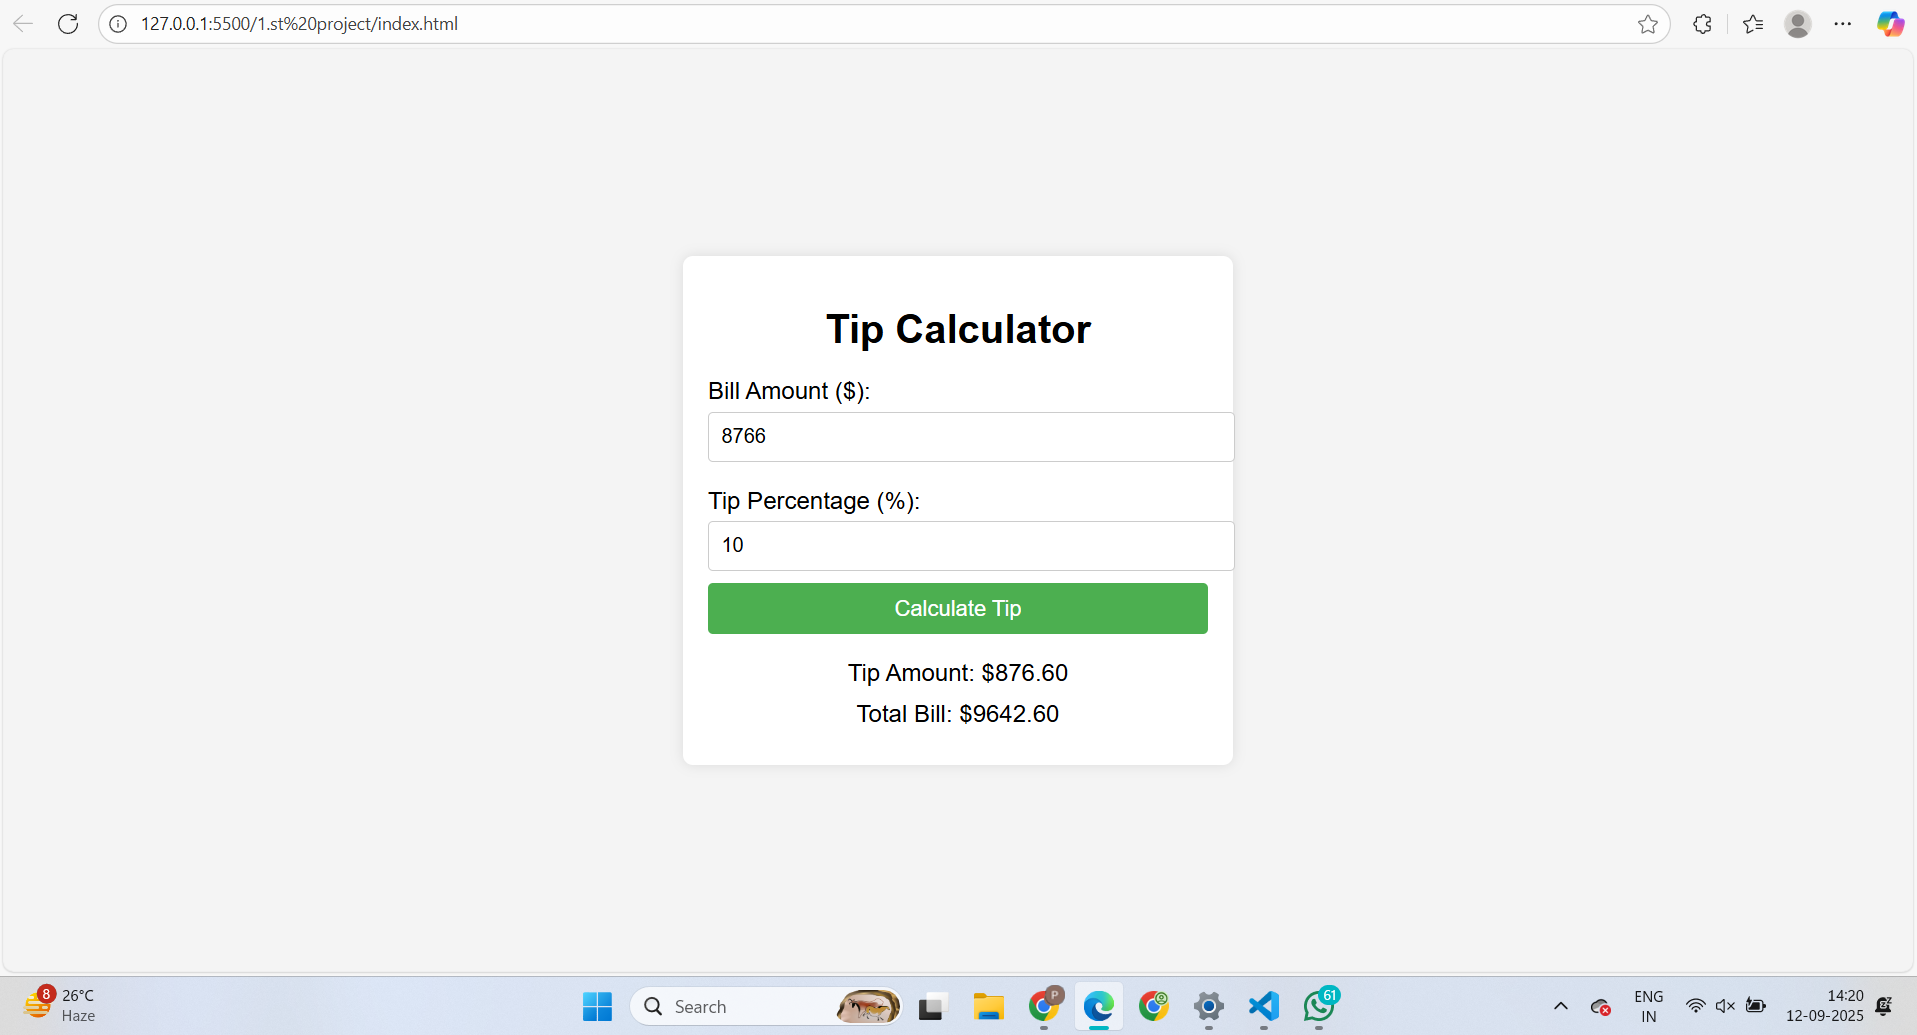 127.0.0.1:5500/1.st%20project/index.html
Tip Calculator
Bill Amount ($):
8766
Tip Percentage (%):
10
Calculate Tip
Tip Amount: $876.60
Total Bill: $9642.60
8
26°C
Haze
Search
P
61
ENG
IN
14:20
12-09-2025